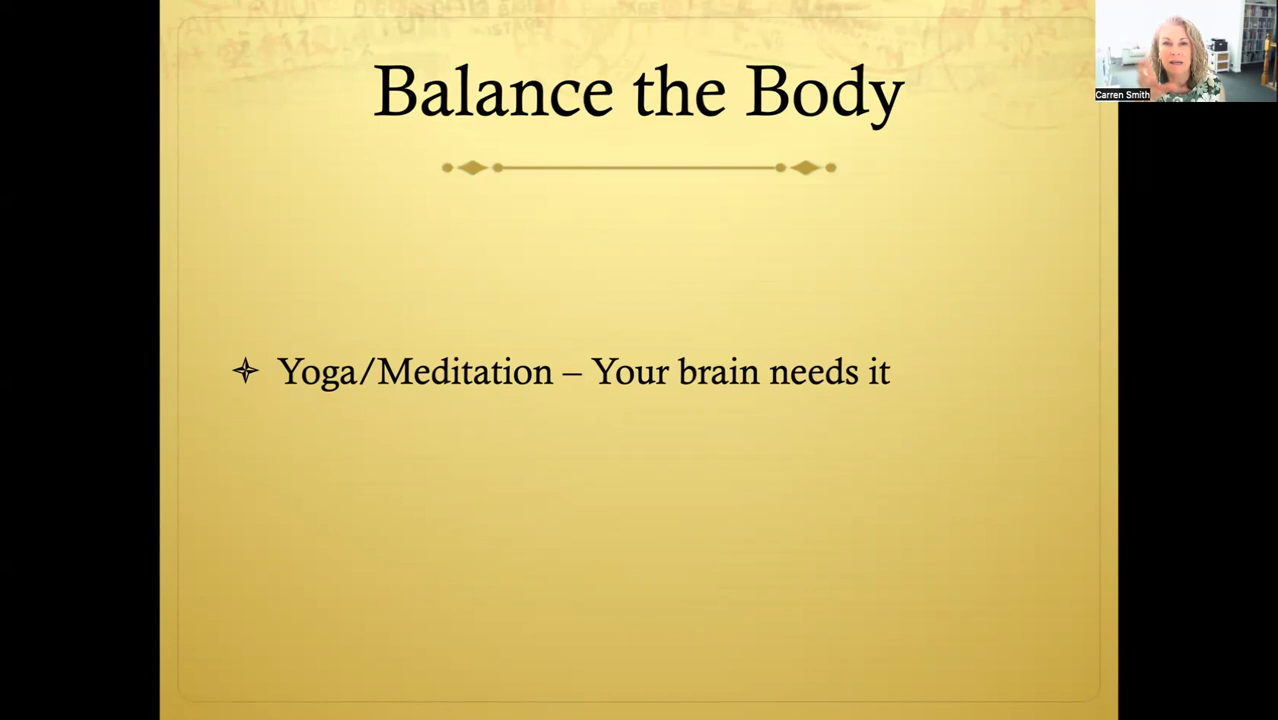 Balance the Body
Carren Smith
Yoga/Meditation – Your brain needs it